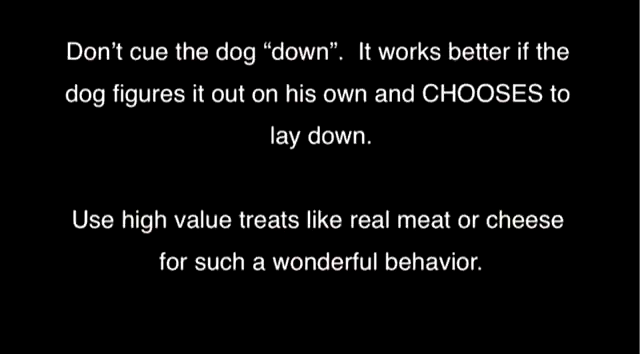 Don’t cue the dog “down”.  It works better if the
dog figures it out on his own and CHOOSES to
lay down.
Use high value treats like real meat or cheese
for such a wonderful behavior.